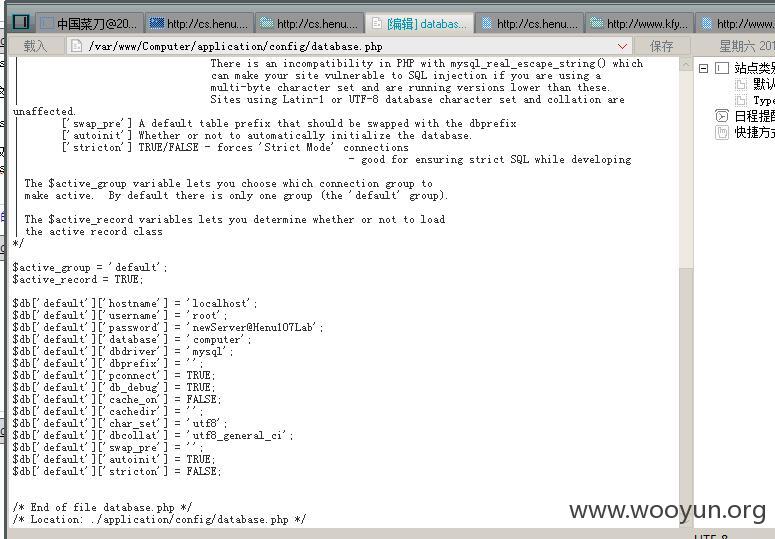 中国菜刀@20...
http://cs.henu....
http://cs.henu....
[编辑] databas...
http://cs.henu....
http://www.kfy...
http://www...
载入
/var/www/Computer/application/config/database.php
保存
星期六 201
There is an incompatibility in PHP with mysql_real_escape_string() which
can make your site vulnerable to SQL injection if you are using a
multi-byte character set and are running versions lower than these.
Sites using Latin-1 or UTF-8 database character set and collation are
unaffected.
| ['swap_pre'] A default table prefix that should be swapped with the dbprefix
| ['autoinit'] Whether or not to automatically initialize the database.
| ['stricton'] TRUE/FALSE - forces 'Strict Mode' connections
| - good for ensuring strict SQL while developing
|
| The $active_group variable lets you choose which connection group to
| make active. By default there is only one group (the 'default' group).
|
| The $active_record variables lets you determine whether or not to load
| the active record class
*/
$active_group = 'default';
$active_record = TRUE;
$db['default']['hostname'] = 'localhost';
$db['default']['username'] = 'root';
$db['default']['password'] = 'newServer@Henu107Lab';
$db['default']['database'] = 'computer';
$db['default']['dbdriver'] = 'mysql';
$db['default']['dbprefix'] = '';
$db['default']['pconnect'] = TRUE;
$db['default']['db_debug'] = TRUE;
$db['default']['cache_on'] = FALSE;
$db['default']['cachedir'] = '';
$db['default']['char_set'] = 'utf8';
$db['default']['dbcollat'] = 'utf8_general_ci';
$db['default']['swap_pre'] = '';
$db['default']['autoinit'] = TRUE;
$db['default']['stricton'] = FALSE;
/* End of file database.php */
/* Location: ./application/config/database.php */
站点类
默
Type
日程提
快捷方
www.wooyun.org
UTF-8